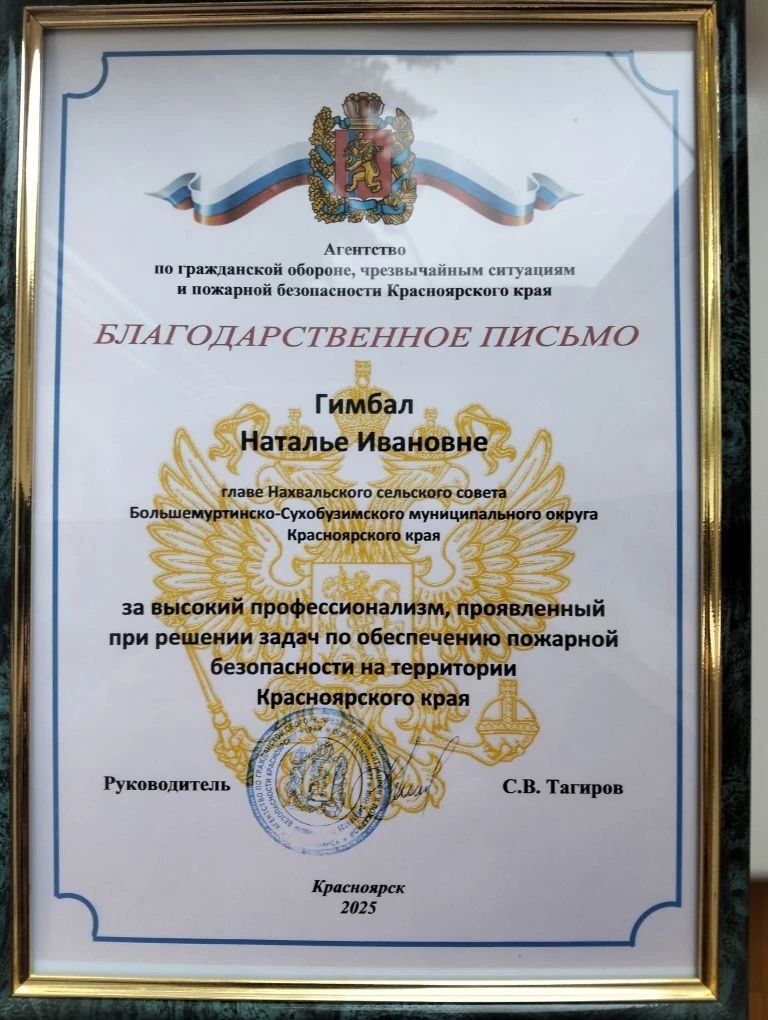 Агентство
по гражданской обороне, чрезвычайным ситуациям
и пожарной безопасности Красноярского края
БЛАГОДАРСТВЕННОЕ ПИСЬМО
Гимбал
Наталье Ивановне
главе Нахвальского сельского совета
Большемуртинско-Сухобузимского муниципального округа
Красноярского края
за высокий профессионализм, проявленный
при решении задач по обеспечению пожарной
безопасности на территории
Красноярского края
Руководитель
С.В. Тагиров
Красноярск
2025